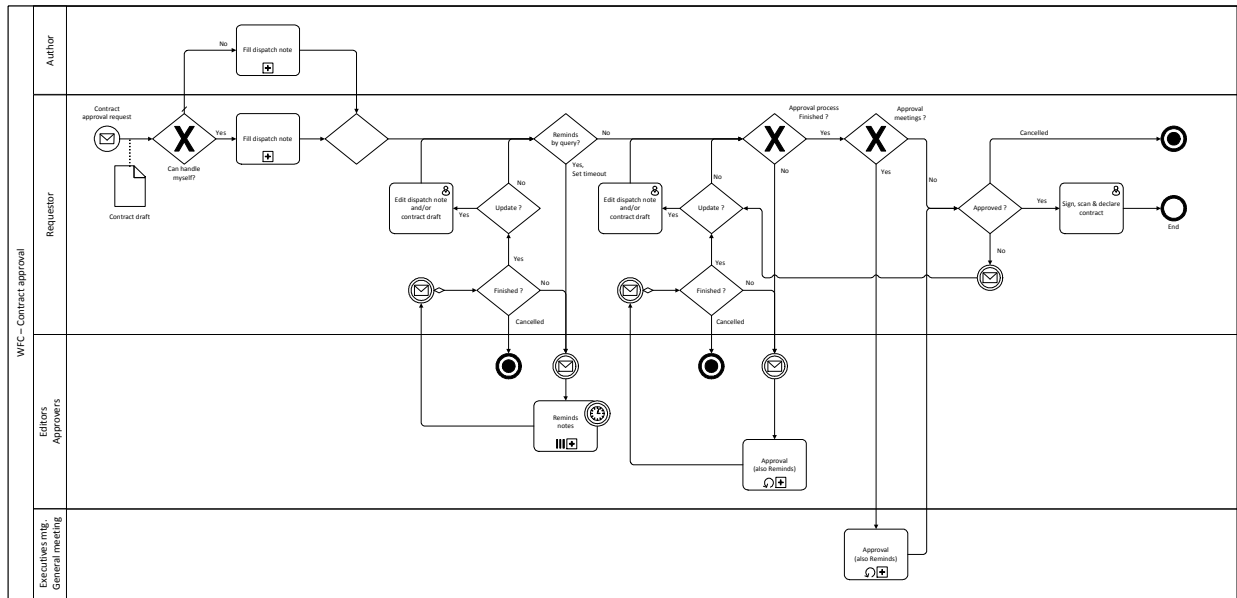 WFC – Contract approval
Author
No
Fill dispatch note
Requestor
Contract
approval request
Contract draft
X
Can handle
myself?
Yes
Fill dispatch note
Reminds
by query?
No
Yes,
Set timeout
Edit dispatch note
and/or
contract draft
Yes
Update ?
No
Yes
Finished ?
No
Cancelled
Edit dispatch note
and/or
contract draft
Yes
Update ?
No
Yes
Finished ?
No
Cancelled
Approval process
Finished ?
X
Yes
No
Approval
meetings ?
X
Yes
No
Approved ?
Cancelled
Yes
No
Sign, scan & declare
contract
End
Editors
Approvers
Reminds
notes
Approval
(also Reminds)
Executives mtg.
General meeting
Approval
(also Reminds)